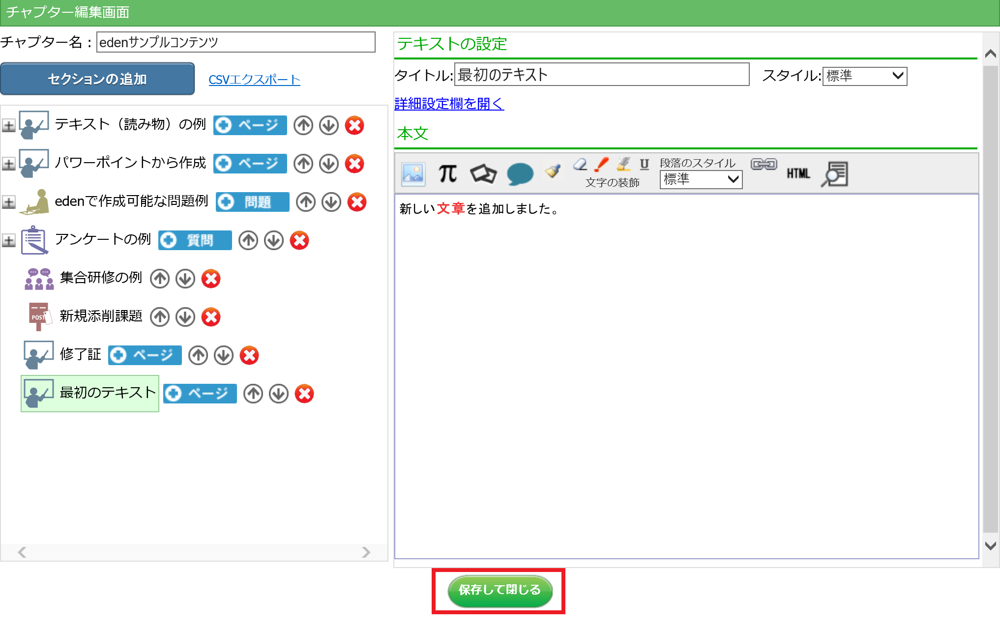 チャプター編集画面
チャプター名：edenサンプルコンテンツ
セクションの追加 CSVエクスポート
テキスト（読み物）の例 ページ
パワーポイントから作成 ページ
edenで作成可能な問題例 問題
アンケートの例 質問
集合研修の例
POST 新規添削課題
修了証 ページ
最初のテキスト ページ
テキストの設定
タイトル:最初のテキスト スタイル:標準
詳細設定欄を開く
本文
π U 文字の装飾 段落のスタイル 標準 HTML
新しい文章を追加しました。
保存して閉じる